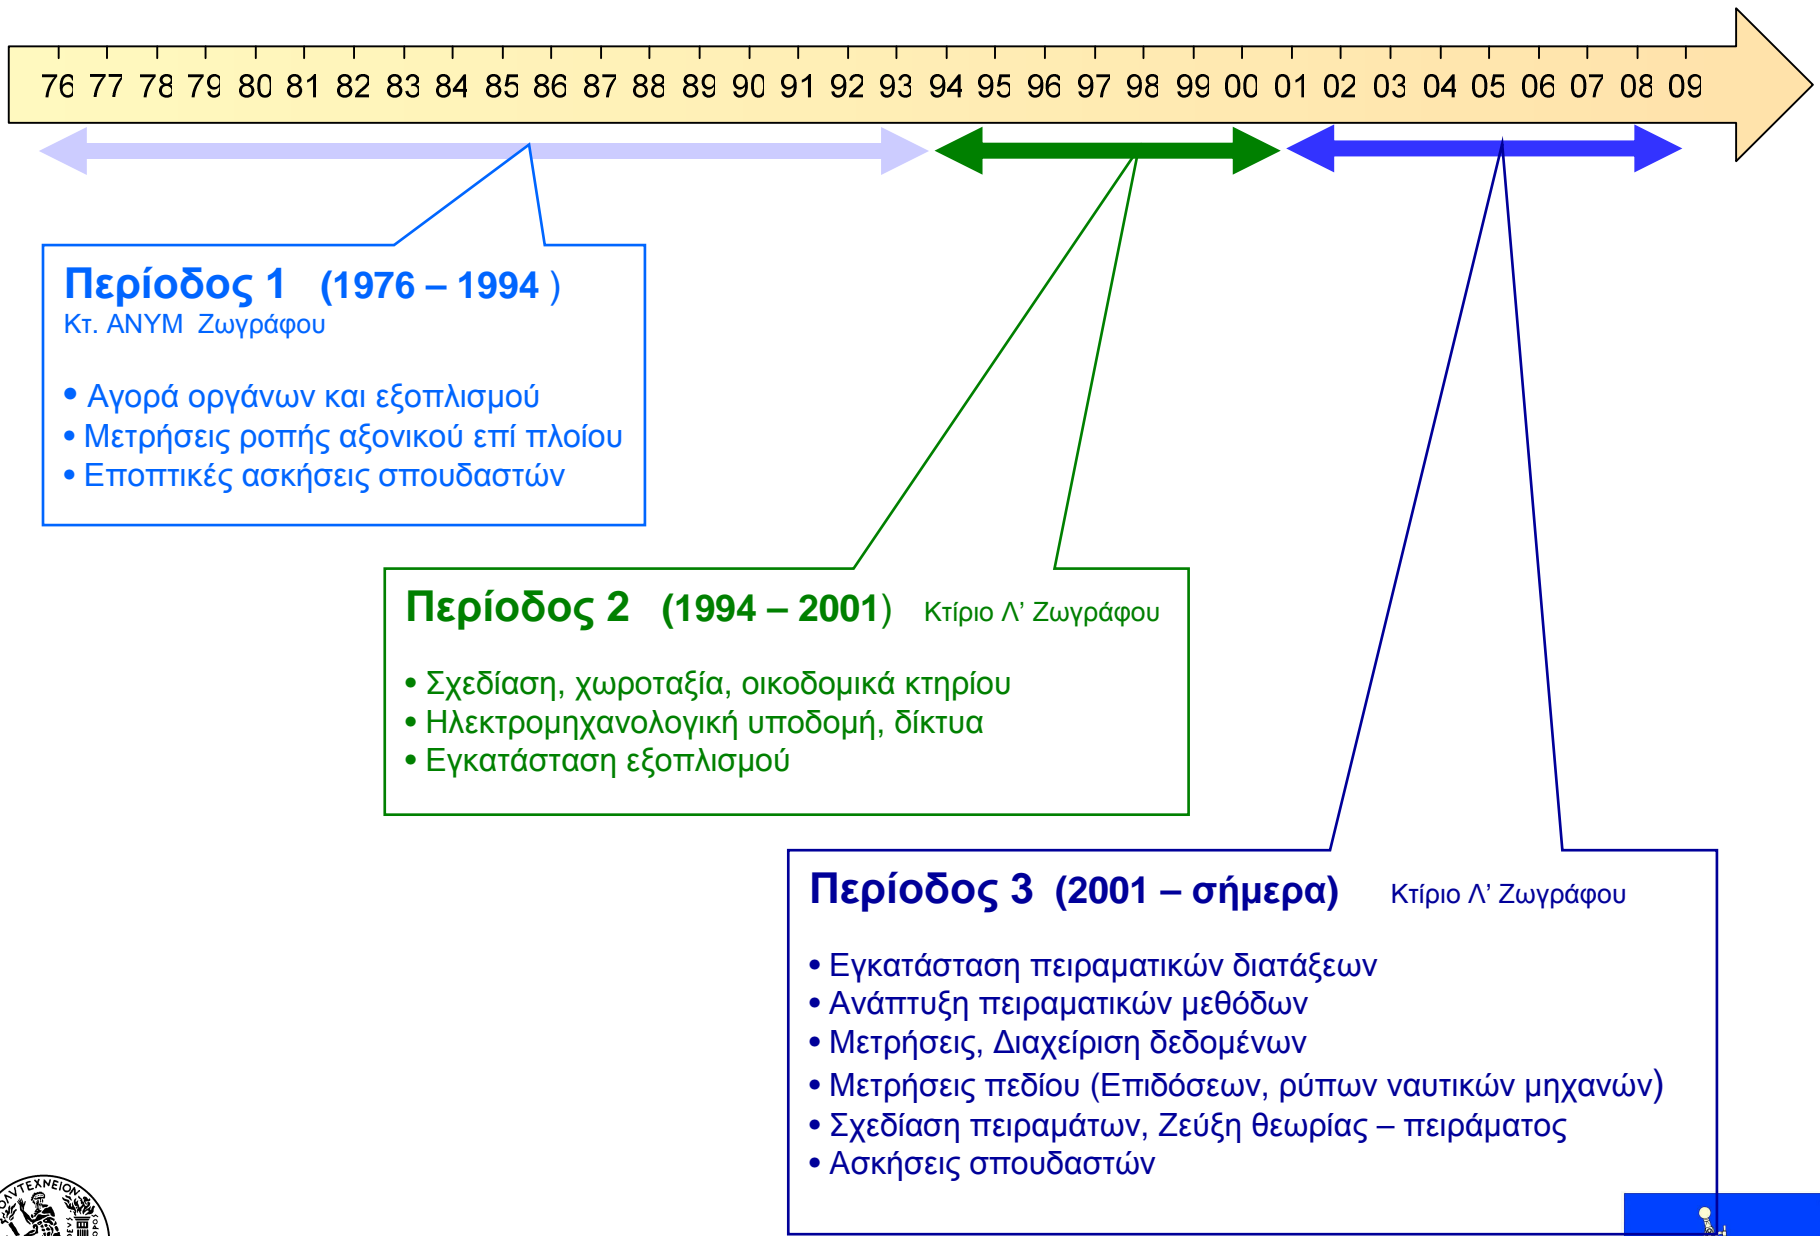 76 77 78 79 80 81 82 83 84 85 86 87 88 89 90 91 92 93 94 95 96 97 98 99 00 01 02 03 04 05 06 07 08 09
Περίοδος 1 (1976 – 1994 )
Κτ. ΑΝΥΜ Ζωγράφου
• Αγορά οργάνων και εξοπλισμού
• Μετρήσεις ροπής αξονικού επί πλοίου
• Εποπτικές ασκήσεις σπουδαστών
Περίοδος 2 (1994 – 2001) Κτίριο Λ’ Ζωγράφου
• Σχεδίαση, χωροταξία, οικοδομικά κτηρίου
• Ηλεκτρομηχανολογική υποδομή, δίκτυα
• Εγκατάσταση εξοπλισμού
Περίοδος 3 (2001 – σήμερα) Κτίριο Λ’ Ζωγράφου
• Εγκατάσταση πειραματικών διατάξεων
• Ανάπτυξη πειραματικών μεθόδων
• Μετρήσεις, Διαχείριση δεδομένων
• Μετρήσεις πεδίου (Επιδόσεων, ρύπων ναυτικών μηχανών)
• Σχεδίαση πειραμάτων, Ζεύξη θεωρίας – πειράματος
• Ασκήσεις σπουδαστών